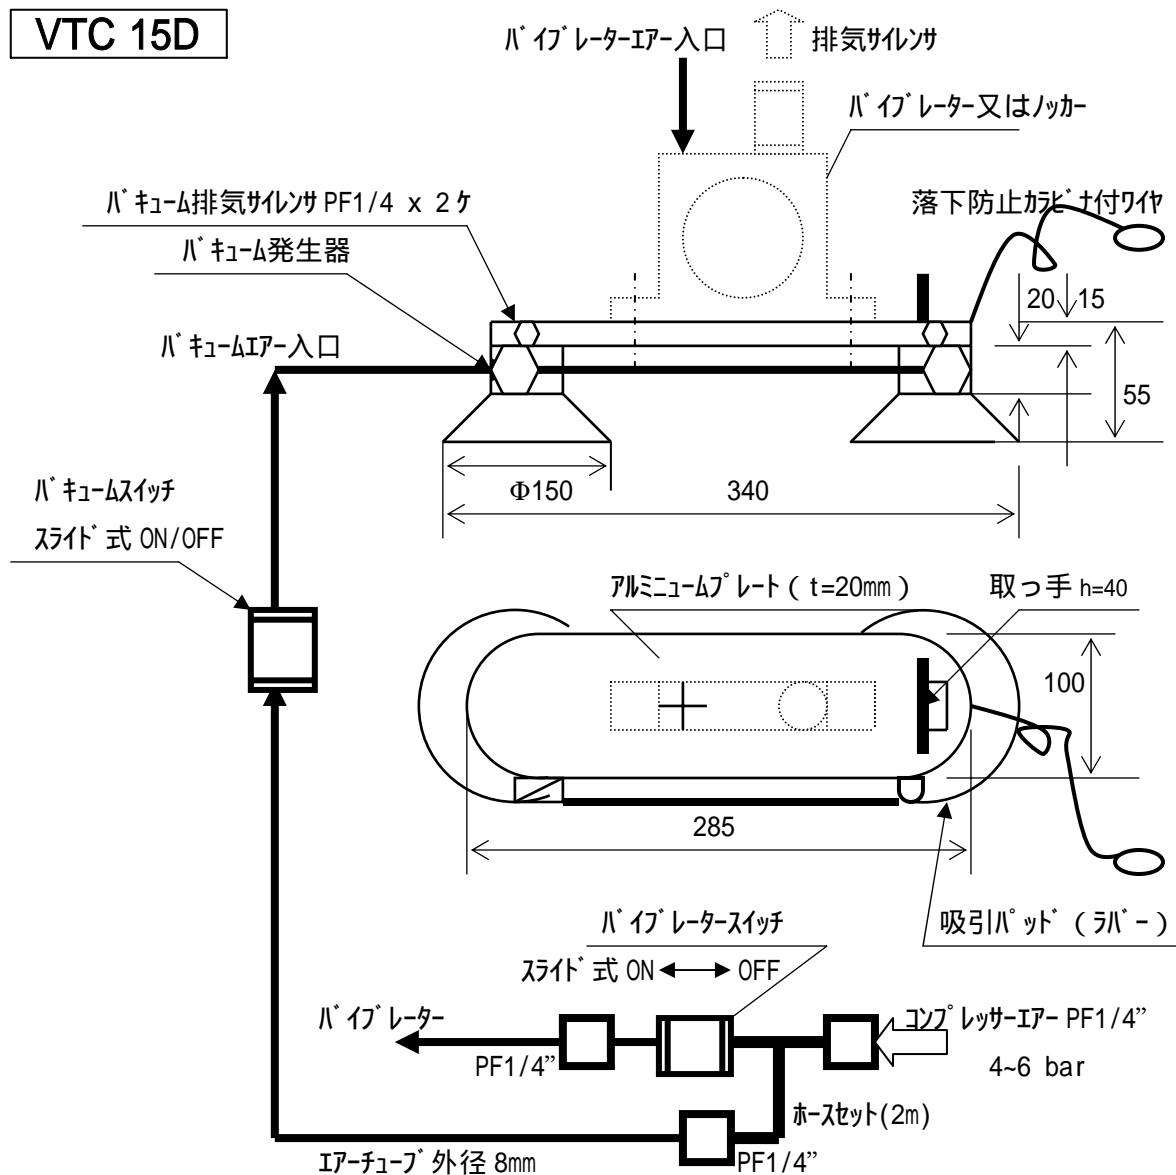 VTC 15D
ﾊﾞｲﾌﾞﾚｰﾀｰｴｱｰ入口
排気ｻｲﾚﾝｻ
ﾊﾞｲﾌﾞﾚｰﾀｰ又はﾉｯｶｰ
ﾊﾞｷｭｰﾑ排気ｻｲﾚﾝｻ PF1/4 x 2ｹ
落下防止ｶﾗﾋﾞﾅ付ﾜｲﾔ
ﾊﾞｷｭｰﾑ発生器
20
15
ﾊﾞｷｭｰﾑｴｱｰ入口
55
ﾊﾞｷｭｰﾑｽｲｯﾁ
ｽﾗｲﾄﾞ式 ON/OFF
Φ150
340
ｱﾙﾐﾆｭｰﾑﾌﾟﾚｰﾄ ( t=20mm )
取っ手 h=40
100
285
ﾊﾞｲﾌﾞﾚｰﾀｰｽｲｯﾁ
ｽﾗｲﾄﾞ式 ON
OFF
吸引ﾊﾟｯﾄﾞ ( ﾗﾊﾞｰ )
ﾊﾞｲﾌﾞﾚｰﾀｰ
PF1/4”
ｺﾝﾌﾟﾚｯｻｰｴｱｰ PF1/4”
4~6 bar
ﾎｰｽｾｯﾄ(2m)
ｴｱｰﾁｭｰﾌﾞ外径 8mm
PF1/4”